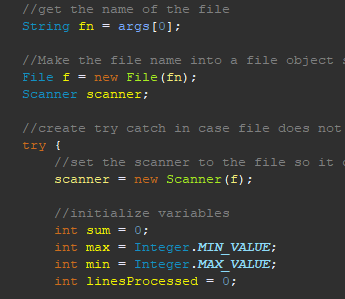 //get the name of the file
String fn = args[0];
//Make the file name into a file object
File f = new File(fn);
Scanner scanner;
//create try catch in case file does not
try {
//set the scanner to the file so it
scanner = new Scanner(f);
//initialize variables
int sum = 0;
int max = Integer.MIN_VALUE;
int min = Integer.MAX_VALUE;
int linesProcessed = 0;